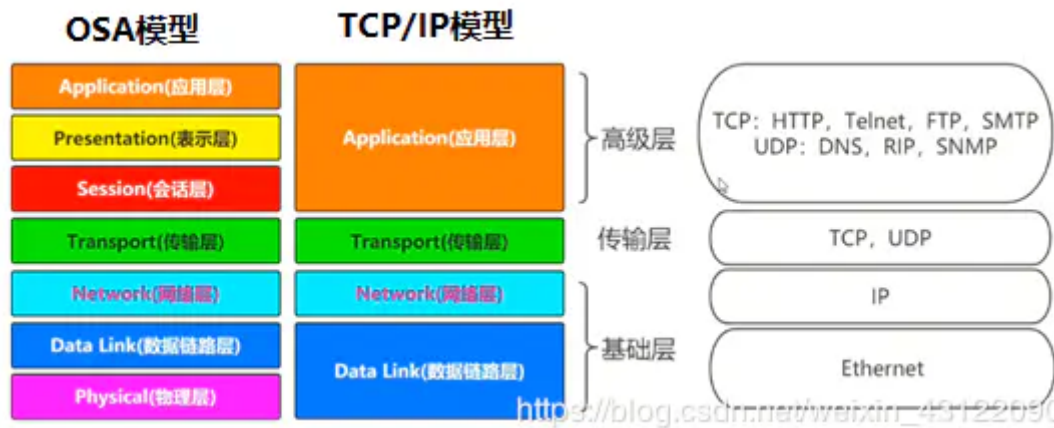 OSA模型
TCP/IP模型
Application(应用层)
Presentation(表示层)
Session(会话层)
Transport(传输层)
Network(网络层)
Data Link(数据链路层)
Physical(物理层)
Application(应用层)
Transport(传输层)
Network(网络层)
Data Link(数据链路层)
高级层
传输层
基础层
TCP: HTTP, Telnet, FTP, SMTP
UDP: DNS, RIP, SNMP
TCP, UDP
IP
Ethernet
https://blog.csdn.net/weixin_43122090